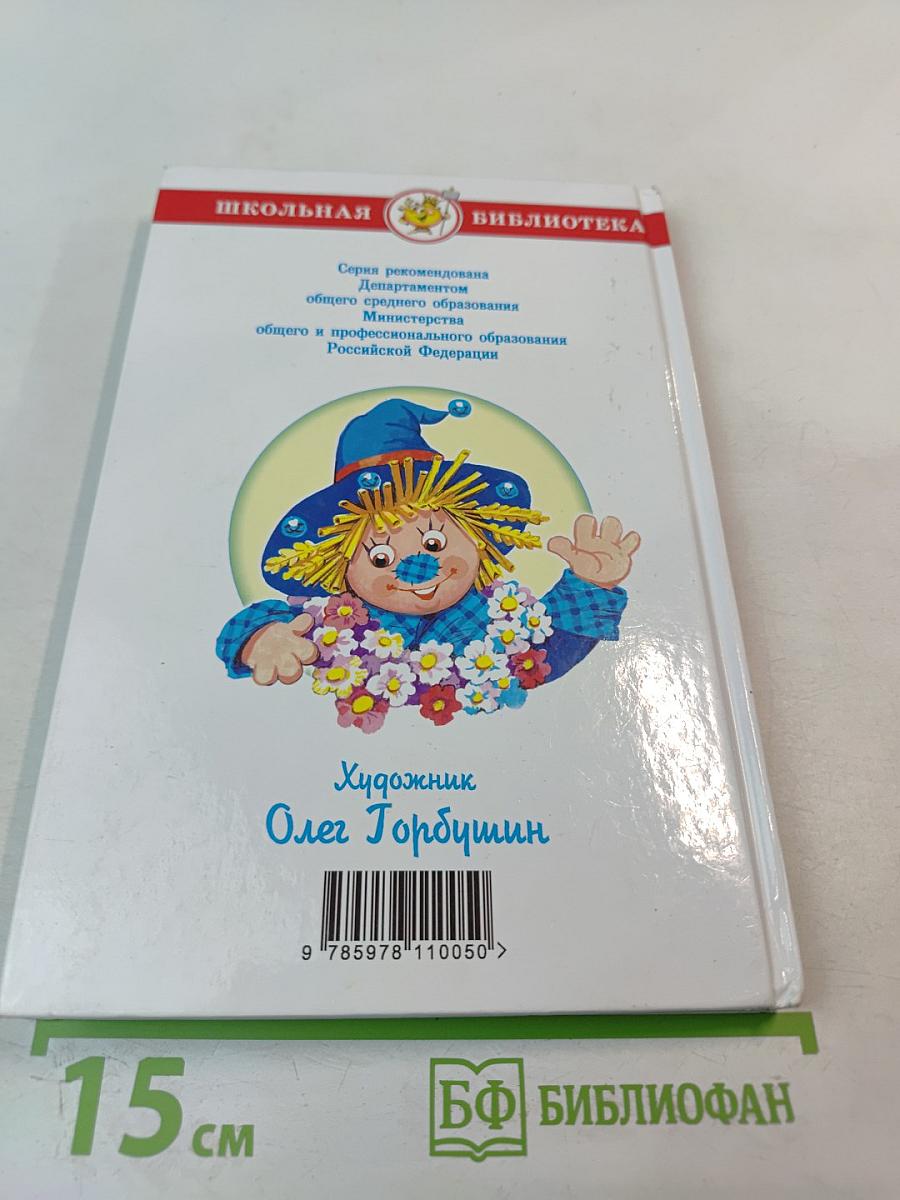 ШКОЛЬНАЯ БИБЛИОТЕКА
Серия рекомендована
Департаментом
общего среднего образования
Министерства
общего и профессионального образования
Российской Федерации
Художник
Олег Горбушин
9 785978 110050 >
15 см
БФ БИБЛИОФАН